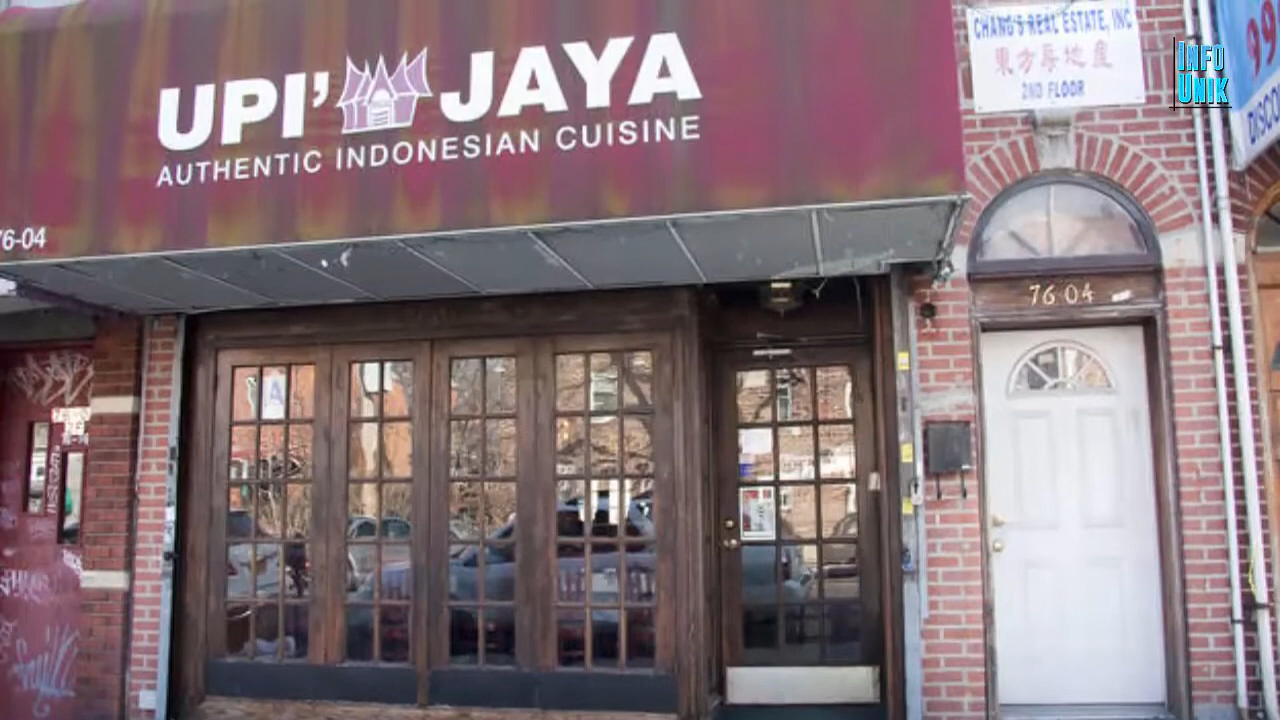 UPI' JAYA
AUTHENTIC INDONESIAN CUISINE
76-04
CHANG'S REAL ESTATE, INC
東方房地產
2ND FLOOR
INFO
UNIK
99
DISCO
7604
A